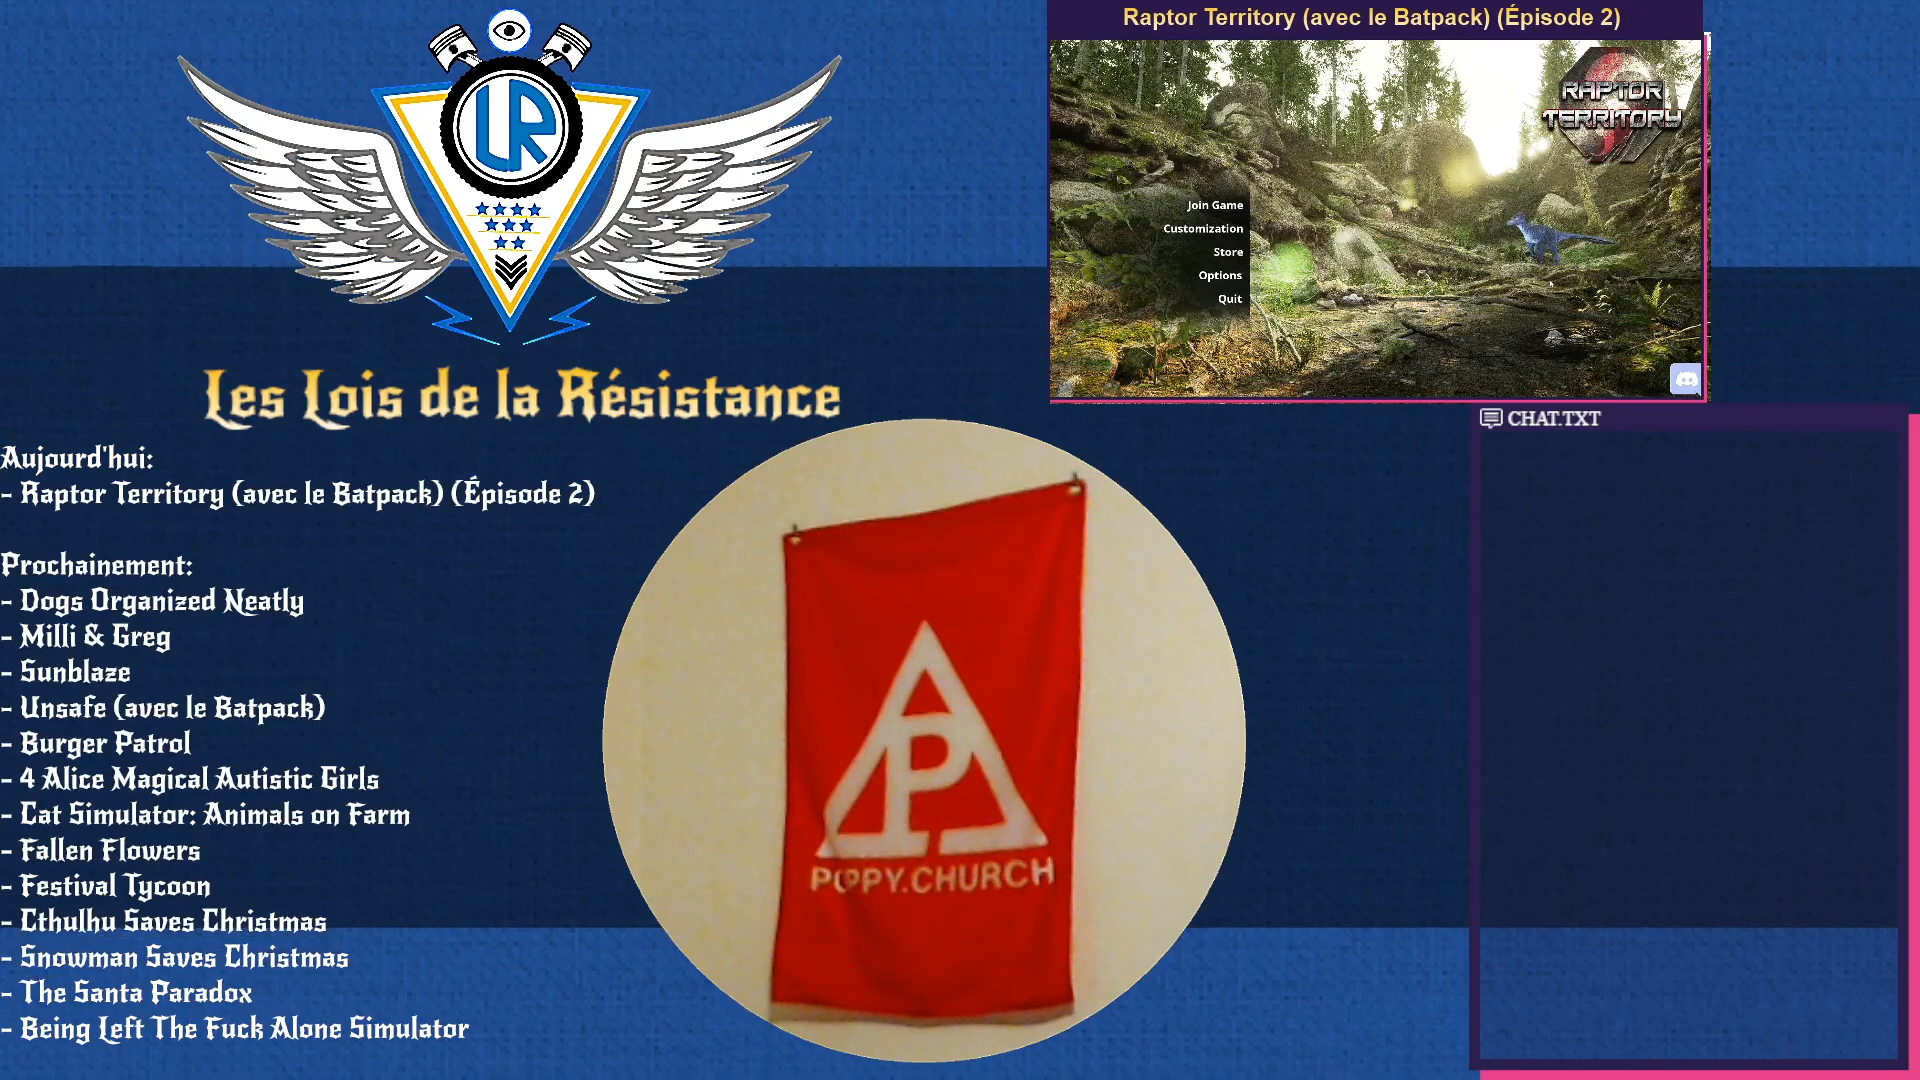 LR
Les Lois de la Résistance
Aujourd'hui:
- Raptor Territory (avec le Batpack) (Épisode 2)
Prochainement:
- Dogs Organized Neatly
- Milli & Greg
- Sunblaze
- Unsafe (avec le Batpack)
- Burger Patrol
- 4 Alice Magical Autistic Girls
- Cat Simulator: Animals on Farm
- Fallen Flowers
- Festival Tycoon
- Cthulhu Saves Christmas
- Snowman Saves Christmas
- The Santa Paradox
- Being Left The Fuck Alone Simulator
P
POPPY.CHURCH
Raptor Territory (avec le Batpack) (Épisode 2)
RAPTOR
TERRITORY
Join Game
Customization
Store
Options
Quit
CHAT.TXT